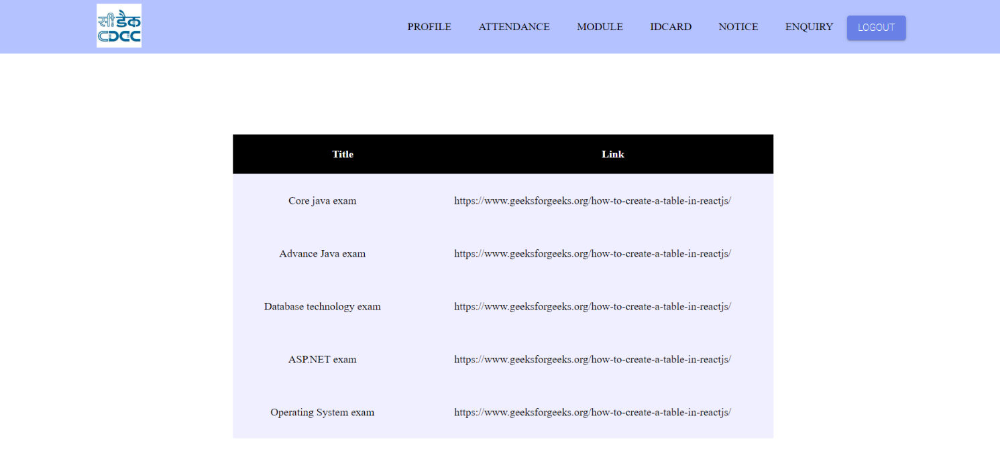 सी डैक
CDCC
PROFILE ATTENDANCE MODULE IDCARD NOTICE ENQUIRY LOGOUT
Title Link
Core java exam https://www.geeksforgeeks.org/how-to-create-a-table-in-reactjs/
Advance Java exam https://www.geeksforgeeks.org/how-to-create-a-table-in-reactjs/
Database technology exam https://www.geeksforgeeks.org/how-to-create-a-table-in-reactjs/
ASP.NET exam https://www.geeksforgeeks.org/how-to-create-a-table-in-reactjs/
Operating System exam https://www.geeksforgeeks.org/how-to-create-a-table-in-reactjs/